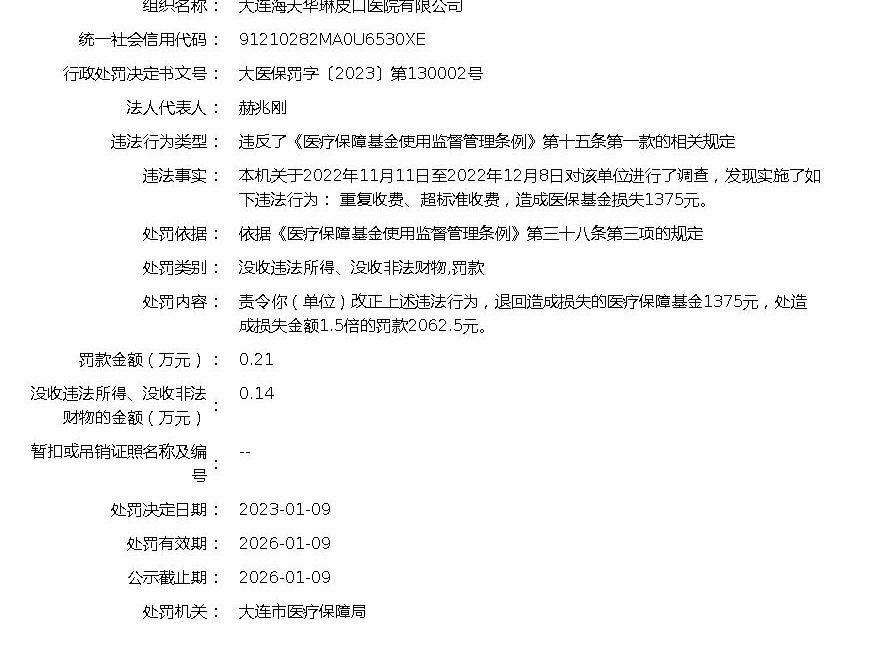 组织名称： 大连海天华琳皮口医院有限公司
统一社会信用代码： 91210282MA0U6530XE
行政处罚决定书文号： 大医保罚字〔2023〕第130002号
法人代表人： 赫兆刚
违法行为类型： 违反了《医疗保障基金使用监督管理条例》第十五条第一款的相关规定
违法事实： 本机关于2022年11月11日至2022年12月8日对该单位进行了调查，发现实施了如
下违法行为： 重复收费、超标准收费，造成医保基金损失1375元。
处罚依据： 依据《医疗保障基金使用监督管理条例》第三十八条第三项的规定
处罚类别： 没收违法所得、没收非法财物,罚款
处罚内容： 责令你（单位）改正上述违法行为，退回造成损失的医疗保障基金1375元，处造
成损失金额1.5倍的罚款2062.5元。
罚款金额（万元）： 0.21
没收违法所得、没收非法
财物的金额（万元）： 0.14
暂扣或吊销证照名称及编
号： --
处罚决定日期： 2023-01-09
处罚有效期： 2026-01-09
公示截止期： 2026-01-09
处罚机关： 大连市医疗保障局